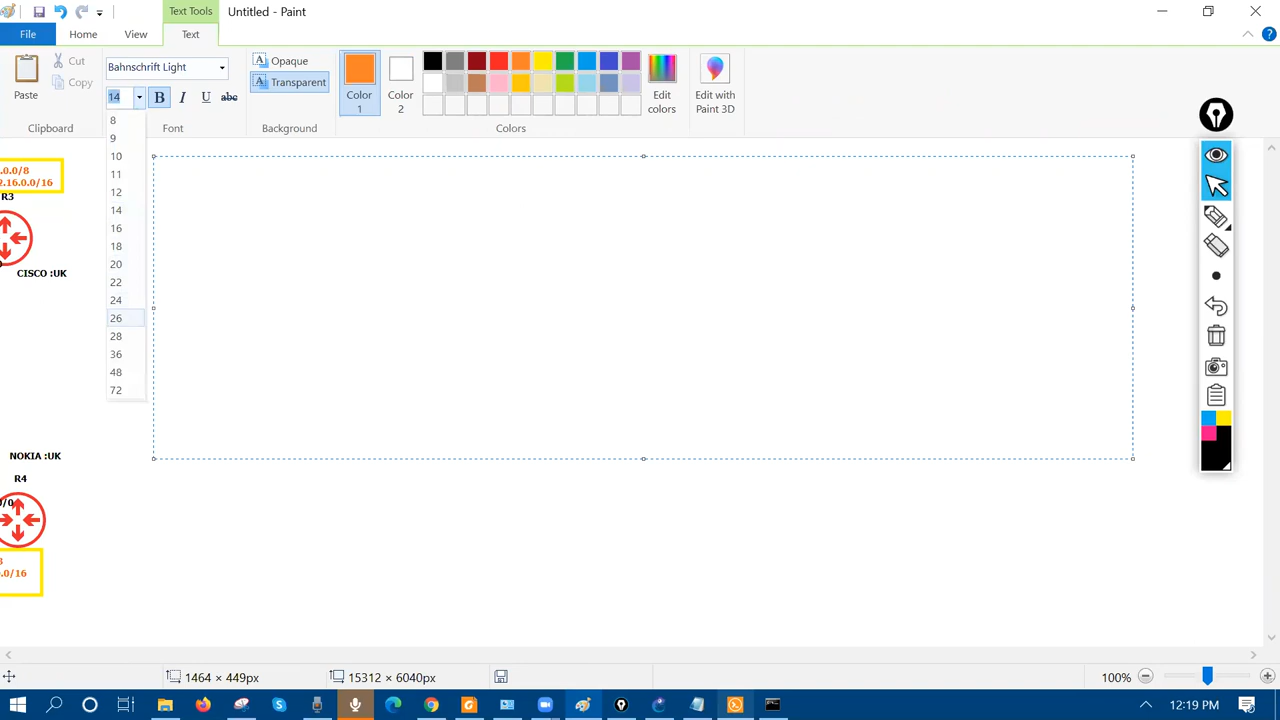 Text Tools
Untitled - Paint
File
Home
View
Text
?
Paste
Cut
Copy
Clipboard
Bahnschrift Light
14
B
I
U
abc
Font
8
9
10
11
12
14
16
18
20
22
24
26
28
36
48
72
A Opaque
A Transparent
Background
Color
1
Color
2
Edit
colors
Colors
Edit with
Paint 3D
.0.0/8
2.16.0.0/16
R3
CISCO :UK
NOKIA :UK
R4
0/0
3
.0/16
1464 × 449px
15312 × 6040px
100%
12:19 PM